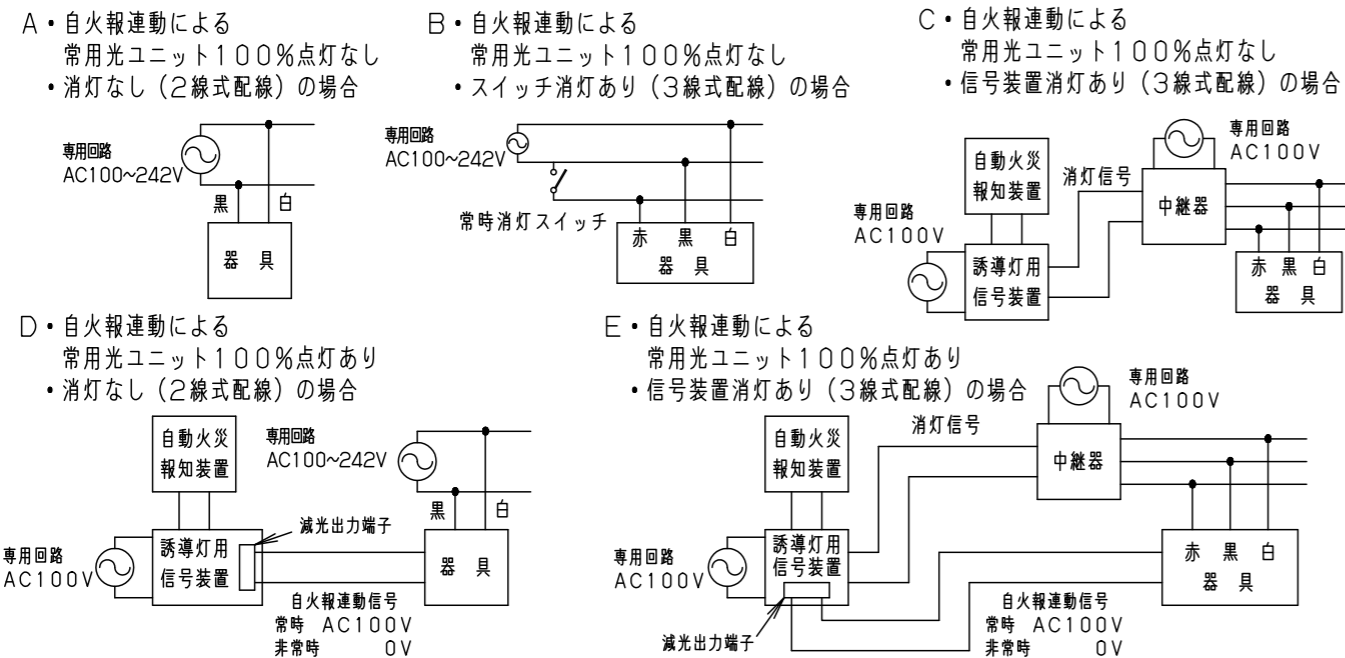 A・自火報連動による
常用光ユニット100%点灯なし
・消灯なし（2線式配線）の場合
専用回路
AC100~242V
黒 白
器 具
B・自火報連動による
常用光ユニット100%点灯なし
・スイッチ消灯あり（3線式配線）の場合
専用回路
AC100~242V
常時消灯スイッチ
赤 黒 白
器 具
C・自火報連動による
常用光ユニット100%点灯なし
・信号装置消灯あり（3線式配線）の場合
専用回路
AC100V
自動火災
報知装置
消灯信号
中継器
専用回路
AC100V
誘導灯用
信号装置
赤 黒 白
器 具
D・自火報連動による
常用光ユニット100%点灯あり
・消灯なし（2線式配線）の場合
自動火災
報知装置
専用回路
AC100~242V
黒 白
減光出力端子
専用回路
AC100V
誘導灯用
信号装置
器 具
自火報連動信号
常時 AC100V
非常時 0V
E・自火報連動による
常用光ユニット100%点灯あり
・信号装置消灯あり（3線式配線）の場合
専用回路
AC100V
消灯信号
自動火災
報知装置
中継器
専用回路
AC100V
誘導灯用
信号装置
赤 黒 白
器 具
減光出力端子
自火報連動信号
常時 AC100V
非常時 0V